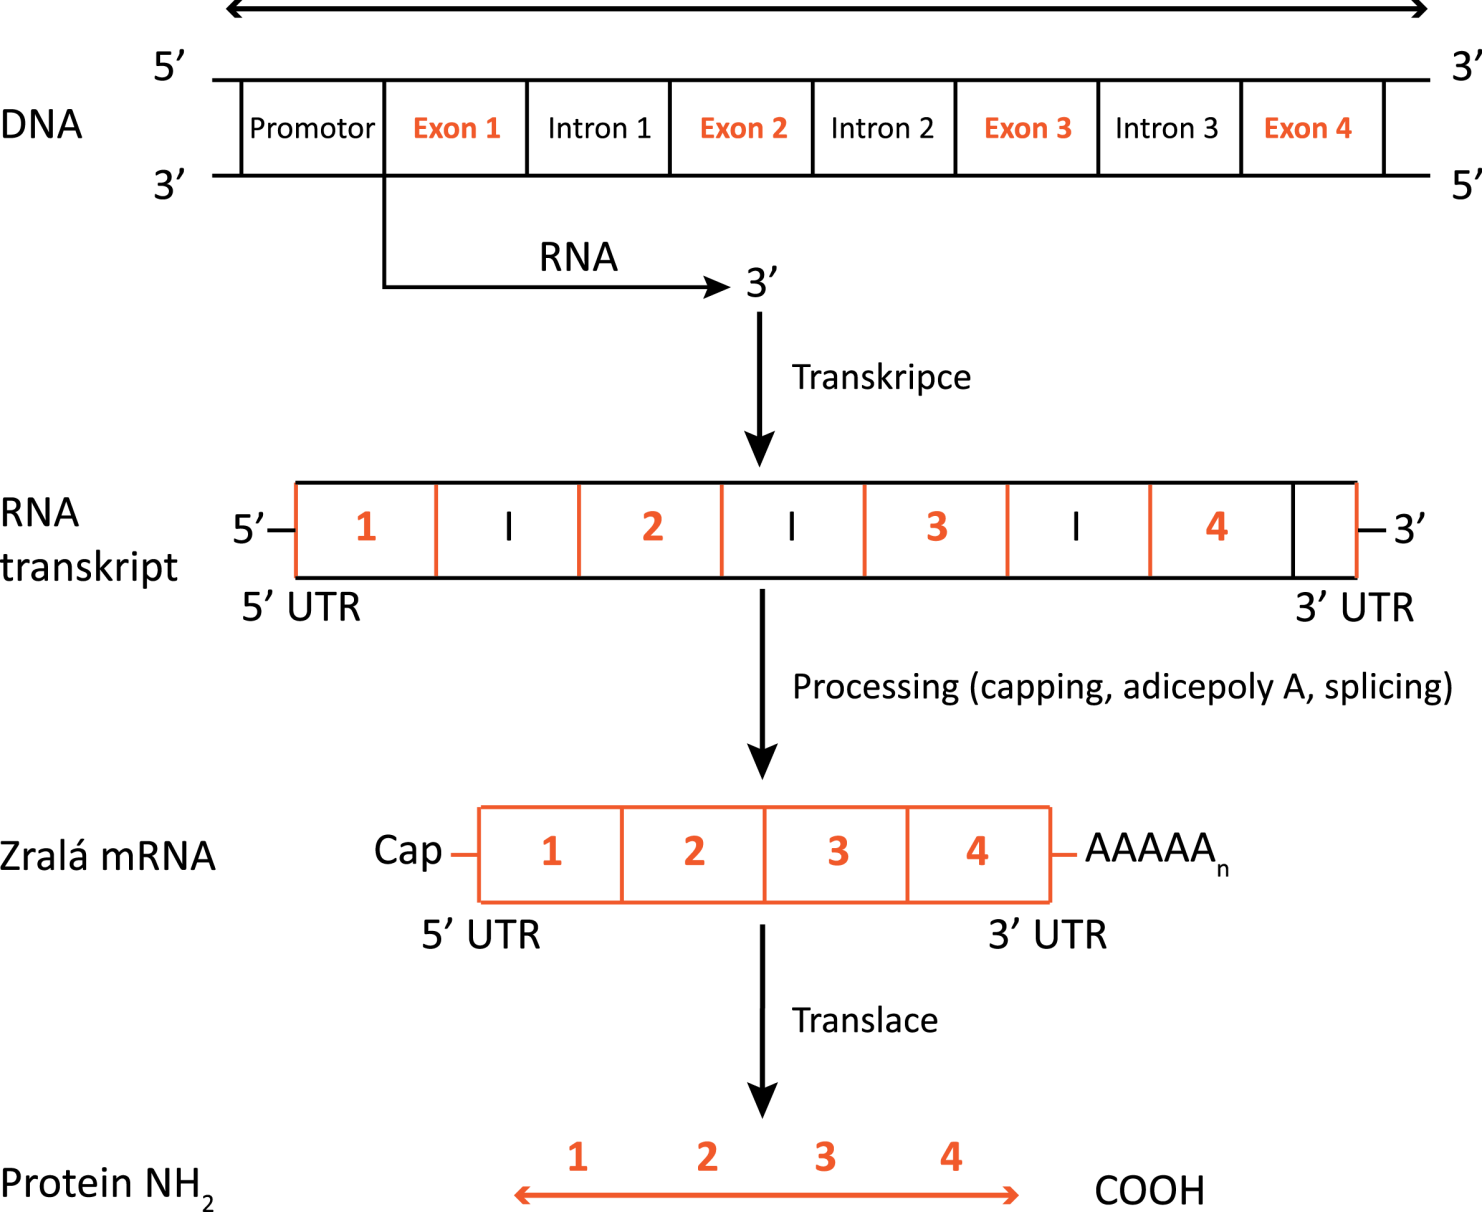 5’ 3’
DNA Promotor Exon 1 Intron 1 Exon 2 Intron 2 Exon 3 Intron 3 Exon 4
3’ 5’
RNA 3’
Transkripce
RNA
transkript
5’ 1 I 2 I 3 I 4 3’
5’ UTR 3’ UTR
Processing (capping, adicepoly A, splicing)
Zralá mRNA Cap 1 2 3 4 AAAAAₙ
5’ UTR 3’ UTR
Translace
1 2 3 4
Protein NH₂ COOH